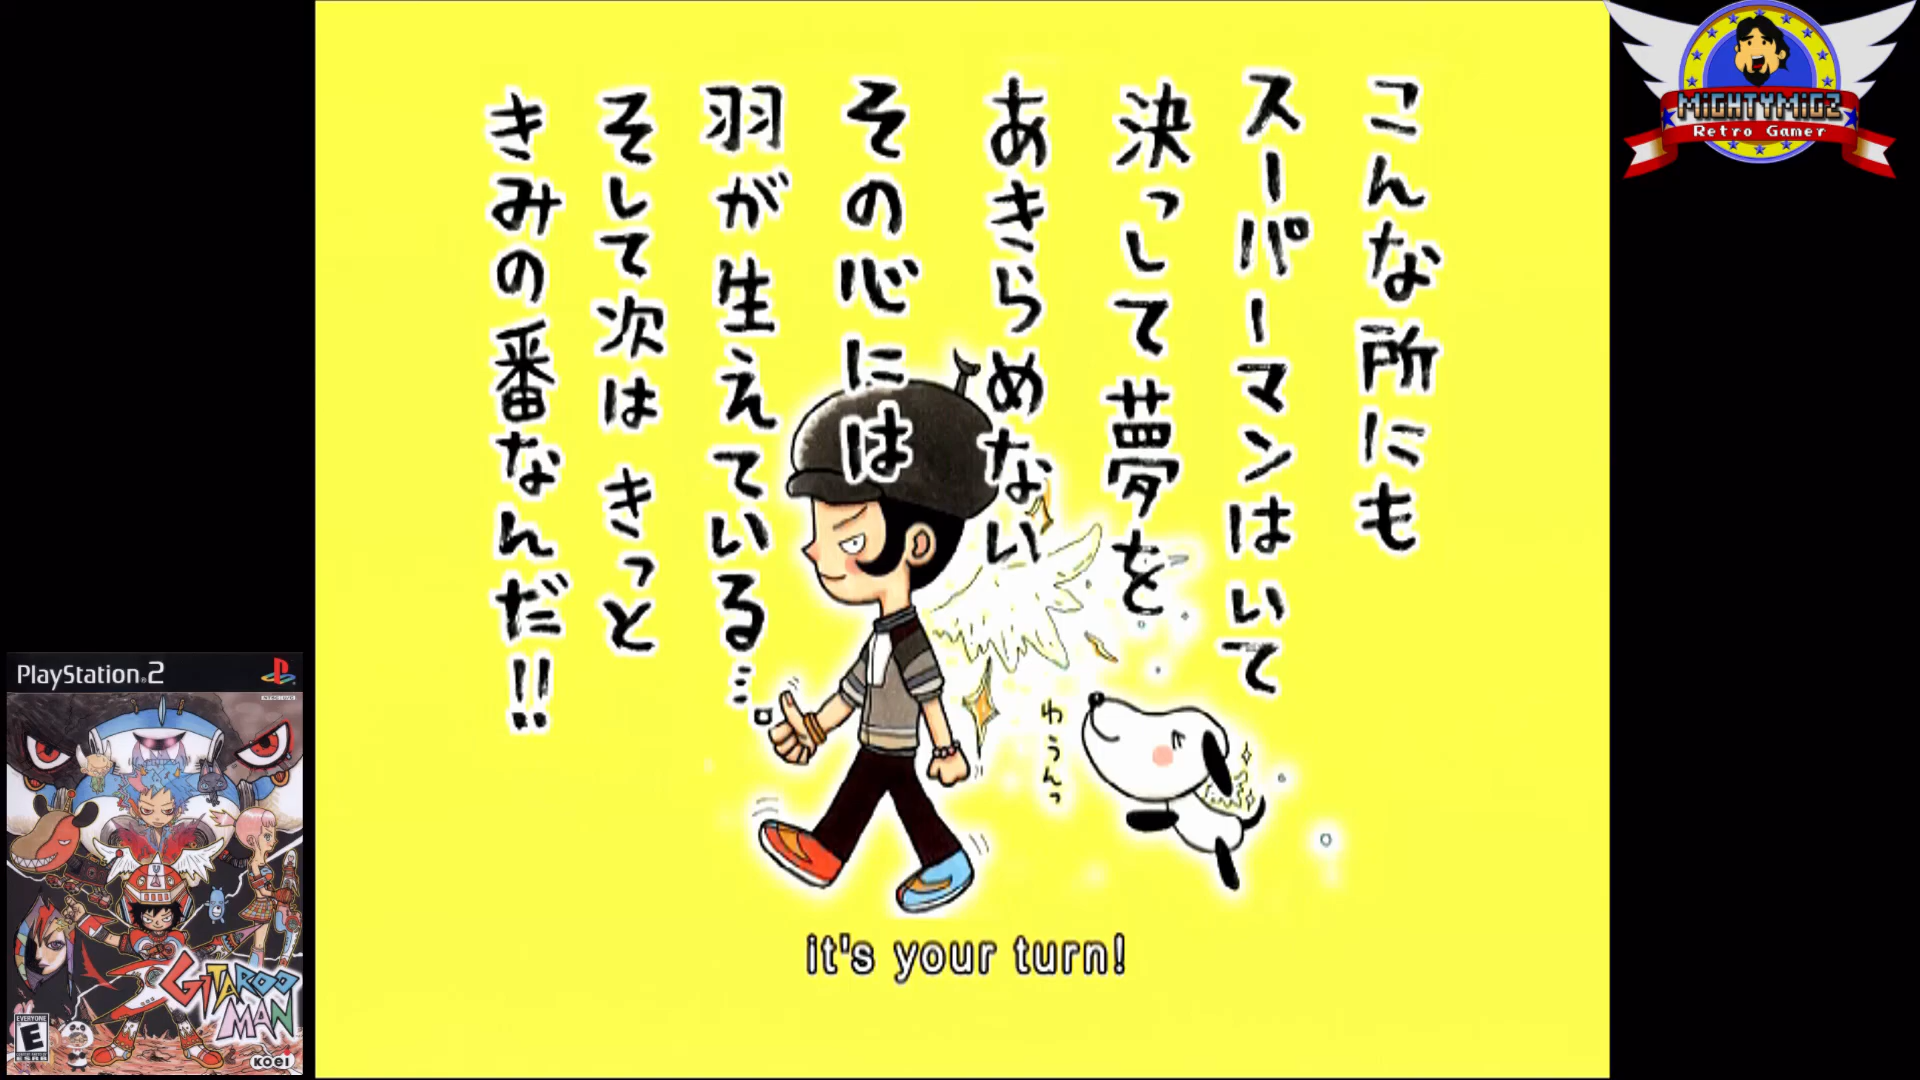 こんな所にも
スーパーマンはいて
決っして夢を
あきらめない
その心には
羽が生えている…
そして次は きっと
きみの番なんだ!!
わうんっ
it's your turn!
MIGHTYMIGZ
Retro Gamer
PlayStation 2
GITAROO
MAN
EVERYONE
E
ESRB
KOEI